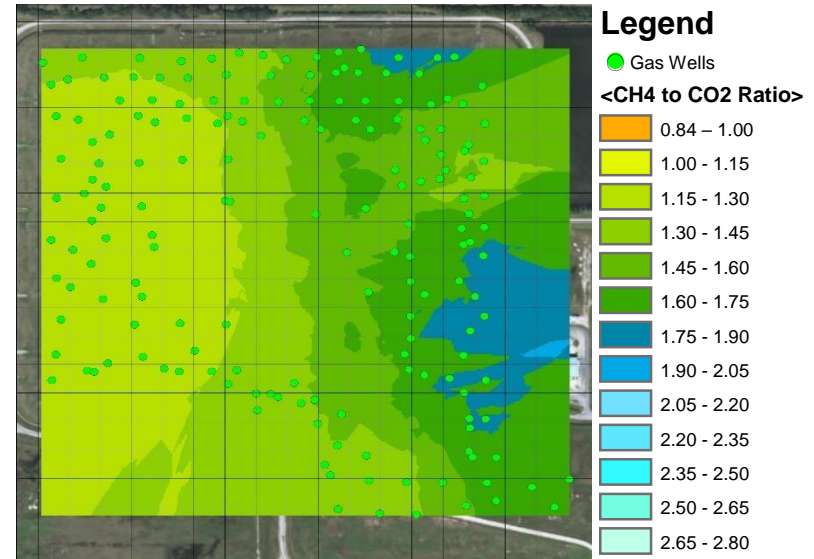 Legend
Gas Wells
<CH4 to CO2 Ratio>
0.84 – 1.00
1.00 - 1.15
1.15 - 1.30
1.30 - 1.45
1.45 - 1.60
1.60 - 1.75
1.75 - 1.90
1.90 - 2.05
2.05 - 2.20
2.20 - 2.35
2.35 - 2.50
2.50 - 2.65
2.65 - 2.80